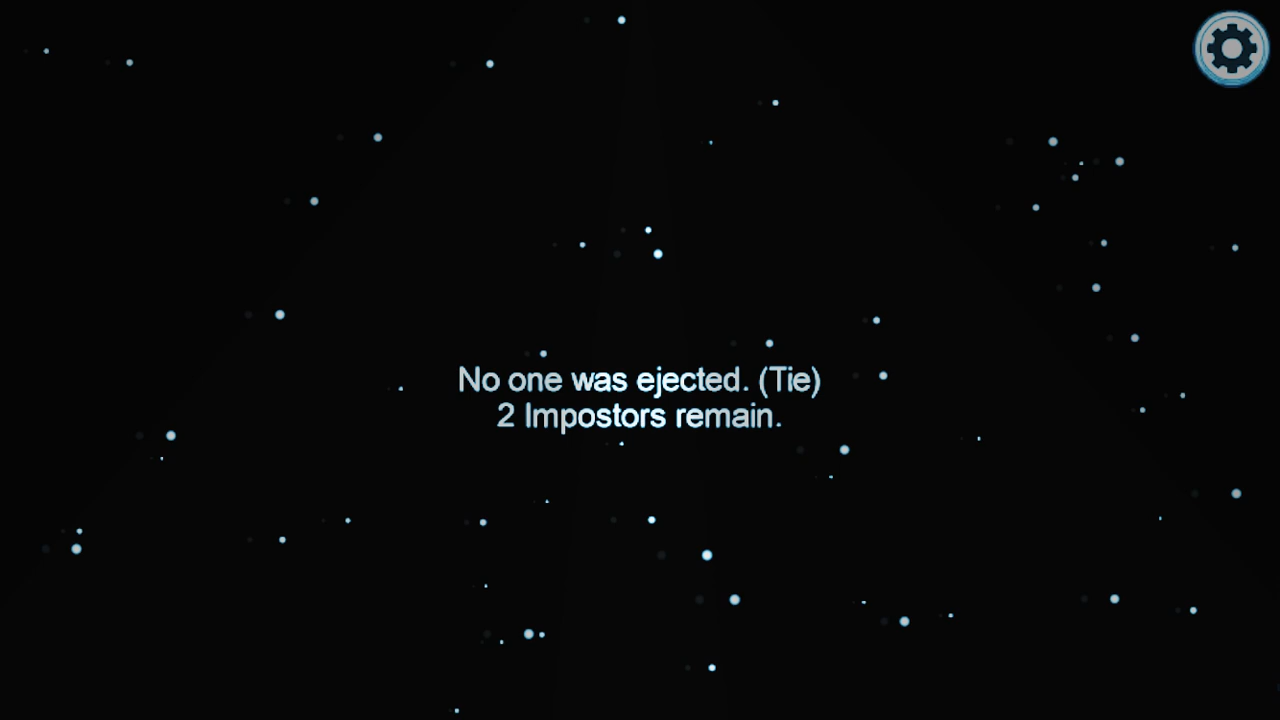 No one was ejected. (Tie)
2 Impostors remain.